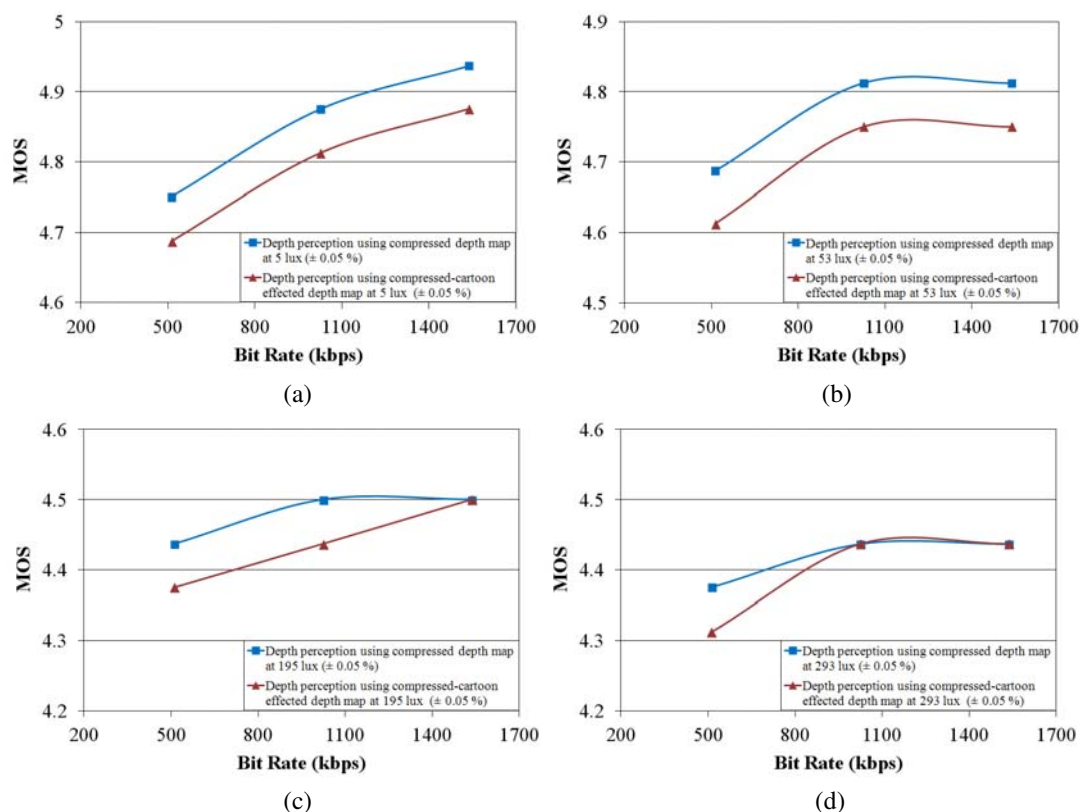 5
4.9
4.8
4.7
4.6
MOS
200 500 800 1100 1400 1700
Bit Rate (kbps)
Depth perception using compressed depth map
at 5 lux (± 0.05 %)
Depth perception using compressed-cartoon
effected depth map at 5 lux (± 0.05 %)
(a)
4.9
4.8
4.7
4.6
4.5
MOS
200 500 800 1100 1400 1700
Bit Rate (kbps)
Depth perception using compressed depth map
at 53 lux (± 0.05 %)
Depth perception using compressed-cartoon
effected depth map at 53 lux (± 0.05 %)
(b)
4.6
4.5
4.4
4.3
4.2
MOS
200 500 800 1100 1400 1700
Bit Rate (kbps)
Depth perception using compressed depth map
at 195 lux (± 0.05 %)
Depth perception using compressed-cartoon
effected depth map at 195 lux (± 0.05 %)
(c)
4.6
4.5
4.4
4.3
4.2
MOS
200 500 800 1100 1400 1700
Bit Rate (kbps)
Depth perception using compressed depth map
at 293 lux (± 0.05 %)
Depth perception using compressed-cartoon
effected depth map at 293 lux (± 0.05 %)
(d)